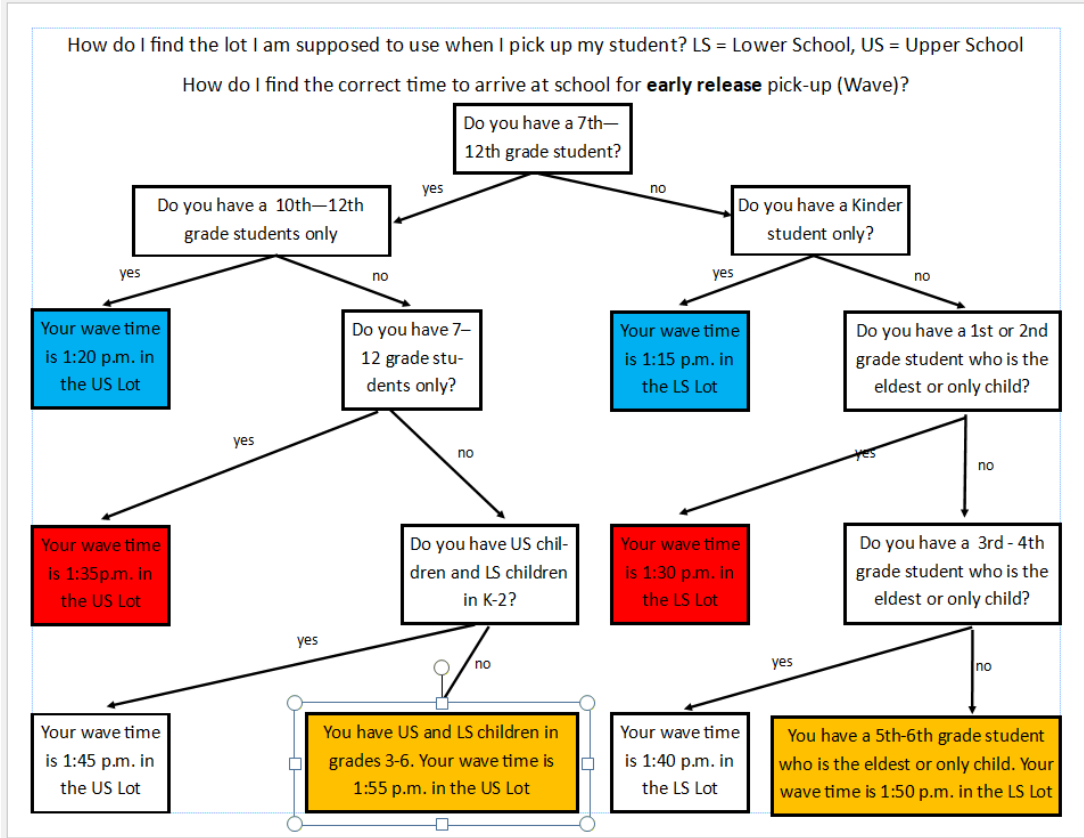 How do I find the lot I am supposed to use when I pick up my student? LS = Lower School, US = Upper School
How do I find the correct time to arrive at school for early release pick-up (Wave)?
Do you have a 7th—
12th grade student?
yes
no
Do you have a  10th—12th
grade students only
Do you have a Kinder
student only?
yes
no
yes
no
Your wave time
is 1:20 p.m. in
the US Lot
Do you have 7–
12 grade stu-
dents only?
Your wave time
is 1:15 p.m. in
the LS Lot
Do you have a 1st or 2nd
grade student who is the
eldest or only child?
yes
no
yes
no
Your wave time
is 1:35p.m. in
the US Lot
Do you have US chil-
dren and LS children
in K-2?
Your wave time
is 1:30 p.m. in
the LS Lot
Do you have a  3rd - 4th
grade student who is the
eldest or only child?
yes
no
yes
no
Your wave time
is 1:45 p.m. in
the US Lot
You have US and LS children in
grades 3-6. Your wave time is
1:55 p.m. in the US Lot
Your wave time
is 1:40 p.m. in
the LS Lot
You have a 5th-6th grade student
who is the eldest or only child. Your
wave time is 1:50 p.m. in the LS Lot